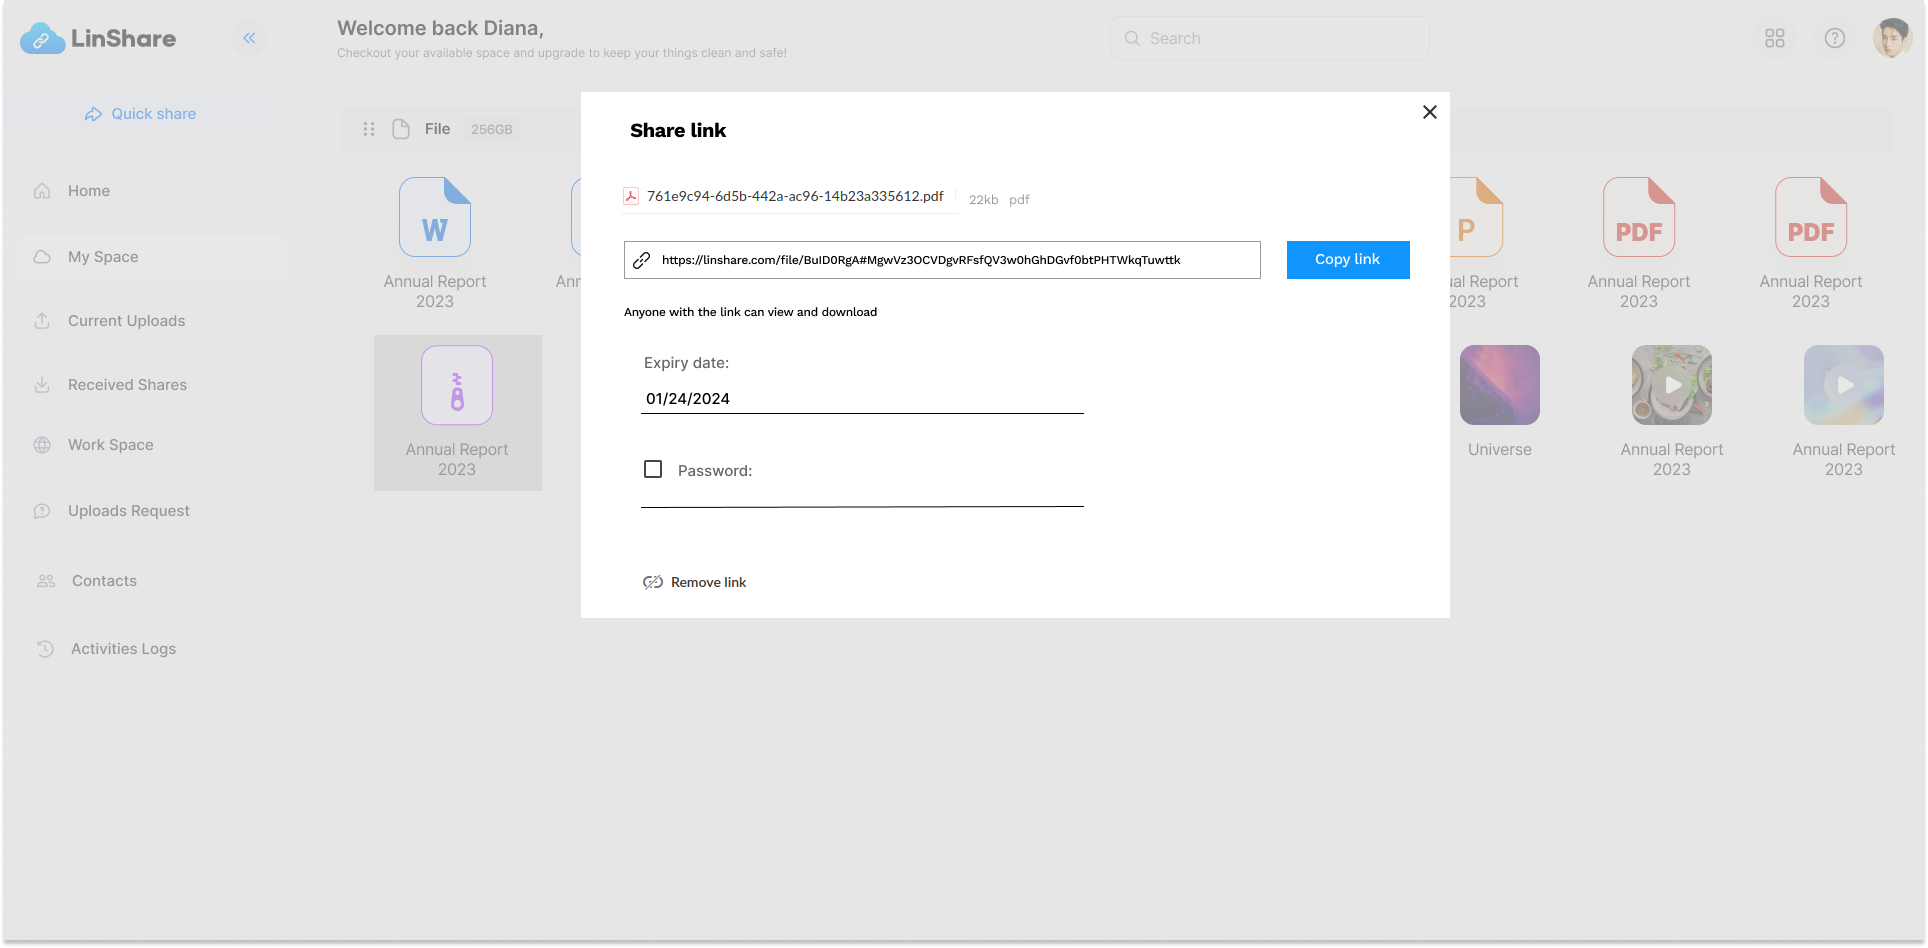 LinShare
Welcome back Diana,
Checkout your available space and upgrade to keep your things clean and safe!
Search
Quick share
Home
My Space
Current Uploads
Received Shares
Work Space
Uploads Request
Contacts
Activities Logs
File 256GB
W
Annual Report
2023
Ann
Annual Report
2023
Share link
761e9c94-6d5b-442a-ac96-14b23a335612.pdf 22kb pdf
https://linshare.com/file/BuID0RgA#MgwVz3OCVDgvRFsfQV3w0hGhDGvf0btPHTWkqTuwttk
Copy link
Anyone with the link can view and download
Expiry date:
01/24/2024
Password:
Remove link
P
al Report
2023
PDF
Annual Report
2023
PDF
Annual Report
2023
Universe
Annual Report
2023
Annual Report
2023